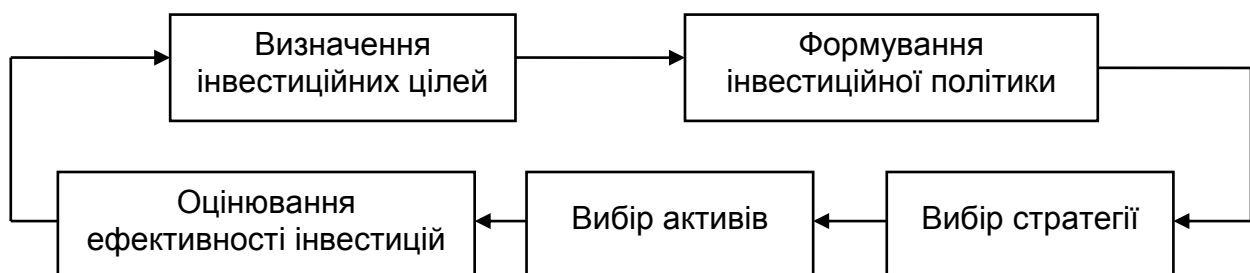 Визначення
інвестиційних цілей
Формування
інвестиційної політики
Оцінювання
ефективності інвестицій
Вибір активів
Вибір стратегії